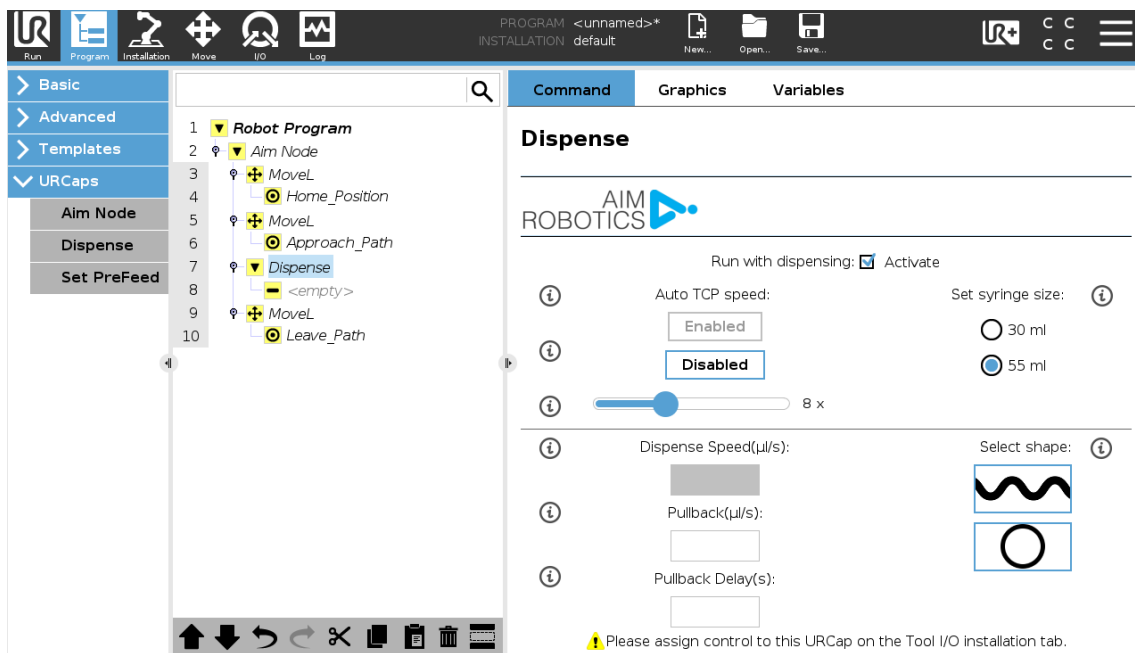 PROGRAM <unnamed>*
INSTALLATION default
UR
Run
Program
Installation
Move
I/O
Log
New...
Open...
Save...
UR+
C C
C C
Basic
Advanced
Templates
URCaps
Aim Node
Dispense
Set PreFeed
1 Robot Program
2 Aim Node
3 MoveL
4 Home_Position
5 MoveL
6 Approach_Path
7 Dispense
8 <empty>
9 MoveL
10 Leave_Path
Command Graphics Variables
Dispense
AIM
ROBOTICS
Run with dispensing: Activate
Auto TCP speed: Set syringe size:
Enabled 30 ml
Disabled 55 ml
8 x
Dispense Speed(µl/s): Select shape:
Pullback(µl/s):
Pullback Delay(s):
Please assign control to this URCap on the Tool I/O installation tab.